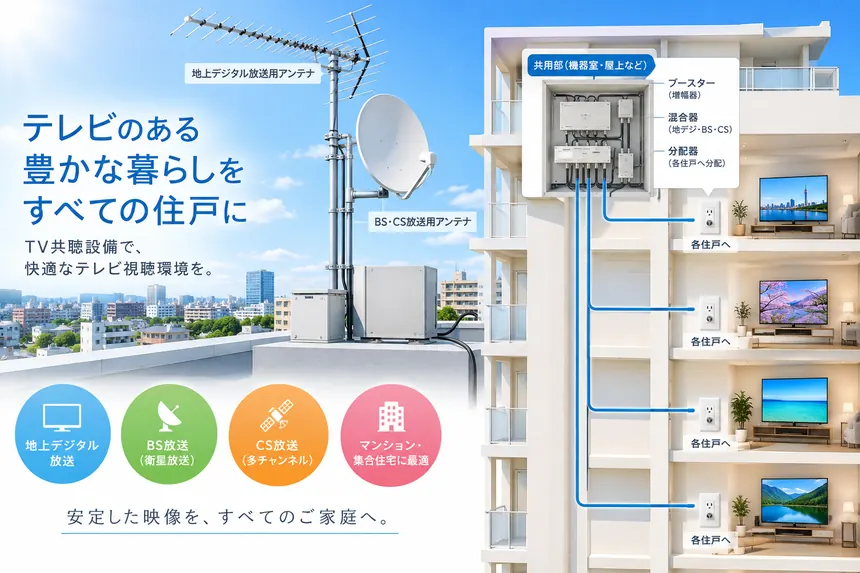 地上デジタル放送用アンテナ
テレビのある
豊かな暮らしを
すべての住戸に
TV共聴設備で、
快適なテレビ視聴環境を。
BS・CS放送用アンテナ
共用部（機器室・屋上など）
ブースター
（増幅器）
混合器
（地デジ・BS・CS）
分配器
（各住戸へ分配）
各住戸へ
各住戸へ
各住戸へ
各住戸へ
地上デジタル
放送
BS放送
（衛星放送）
CS放送
（多チャンネル）
マンション・
集合住宅に最適
安定した映像を、すべてのご家庭へ。